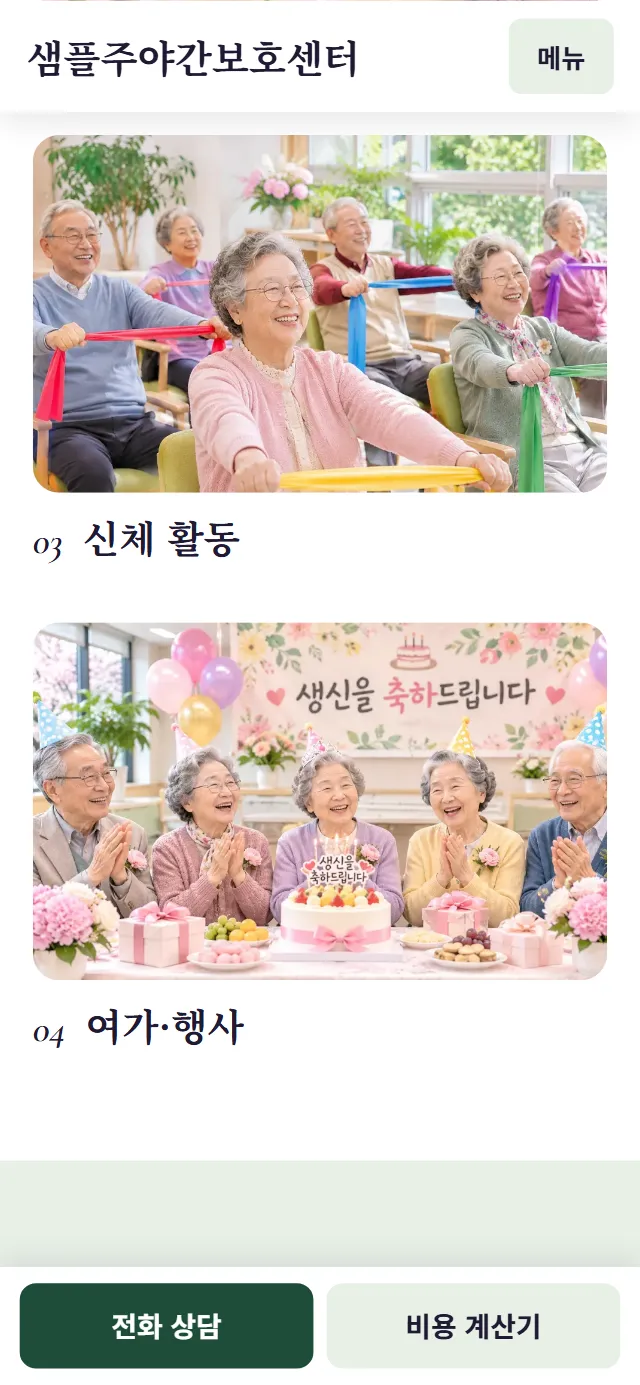 샘플주야간보호센터
메뉴
03 신체 활동
생신을 축하드립니다
생신을
축하드립니다
04 여가·행사
전화 상담
비용 계산기